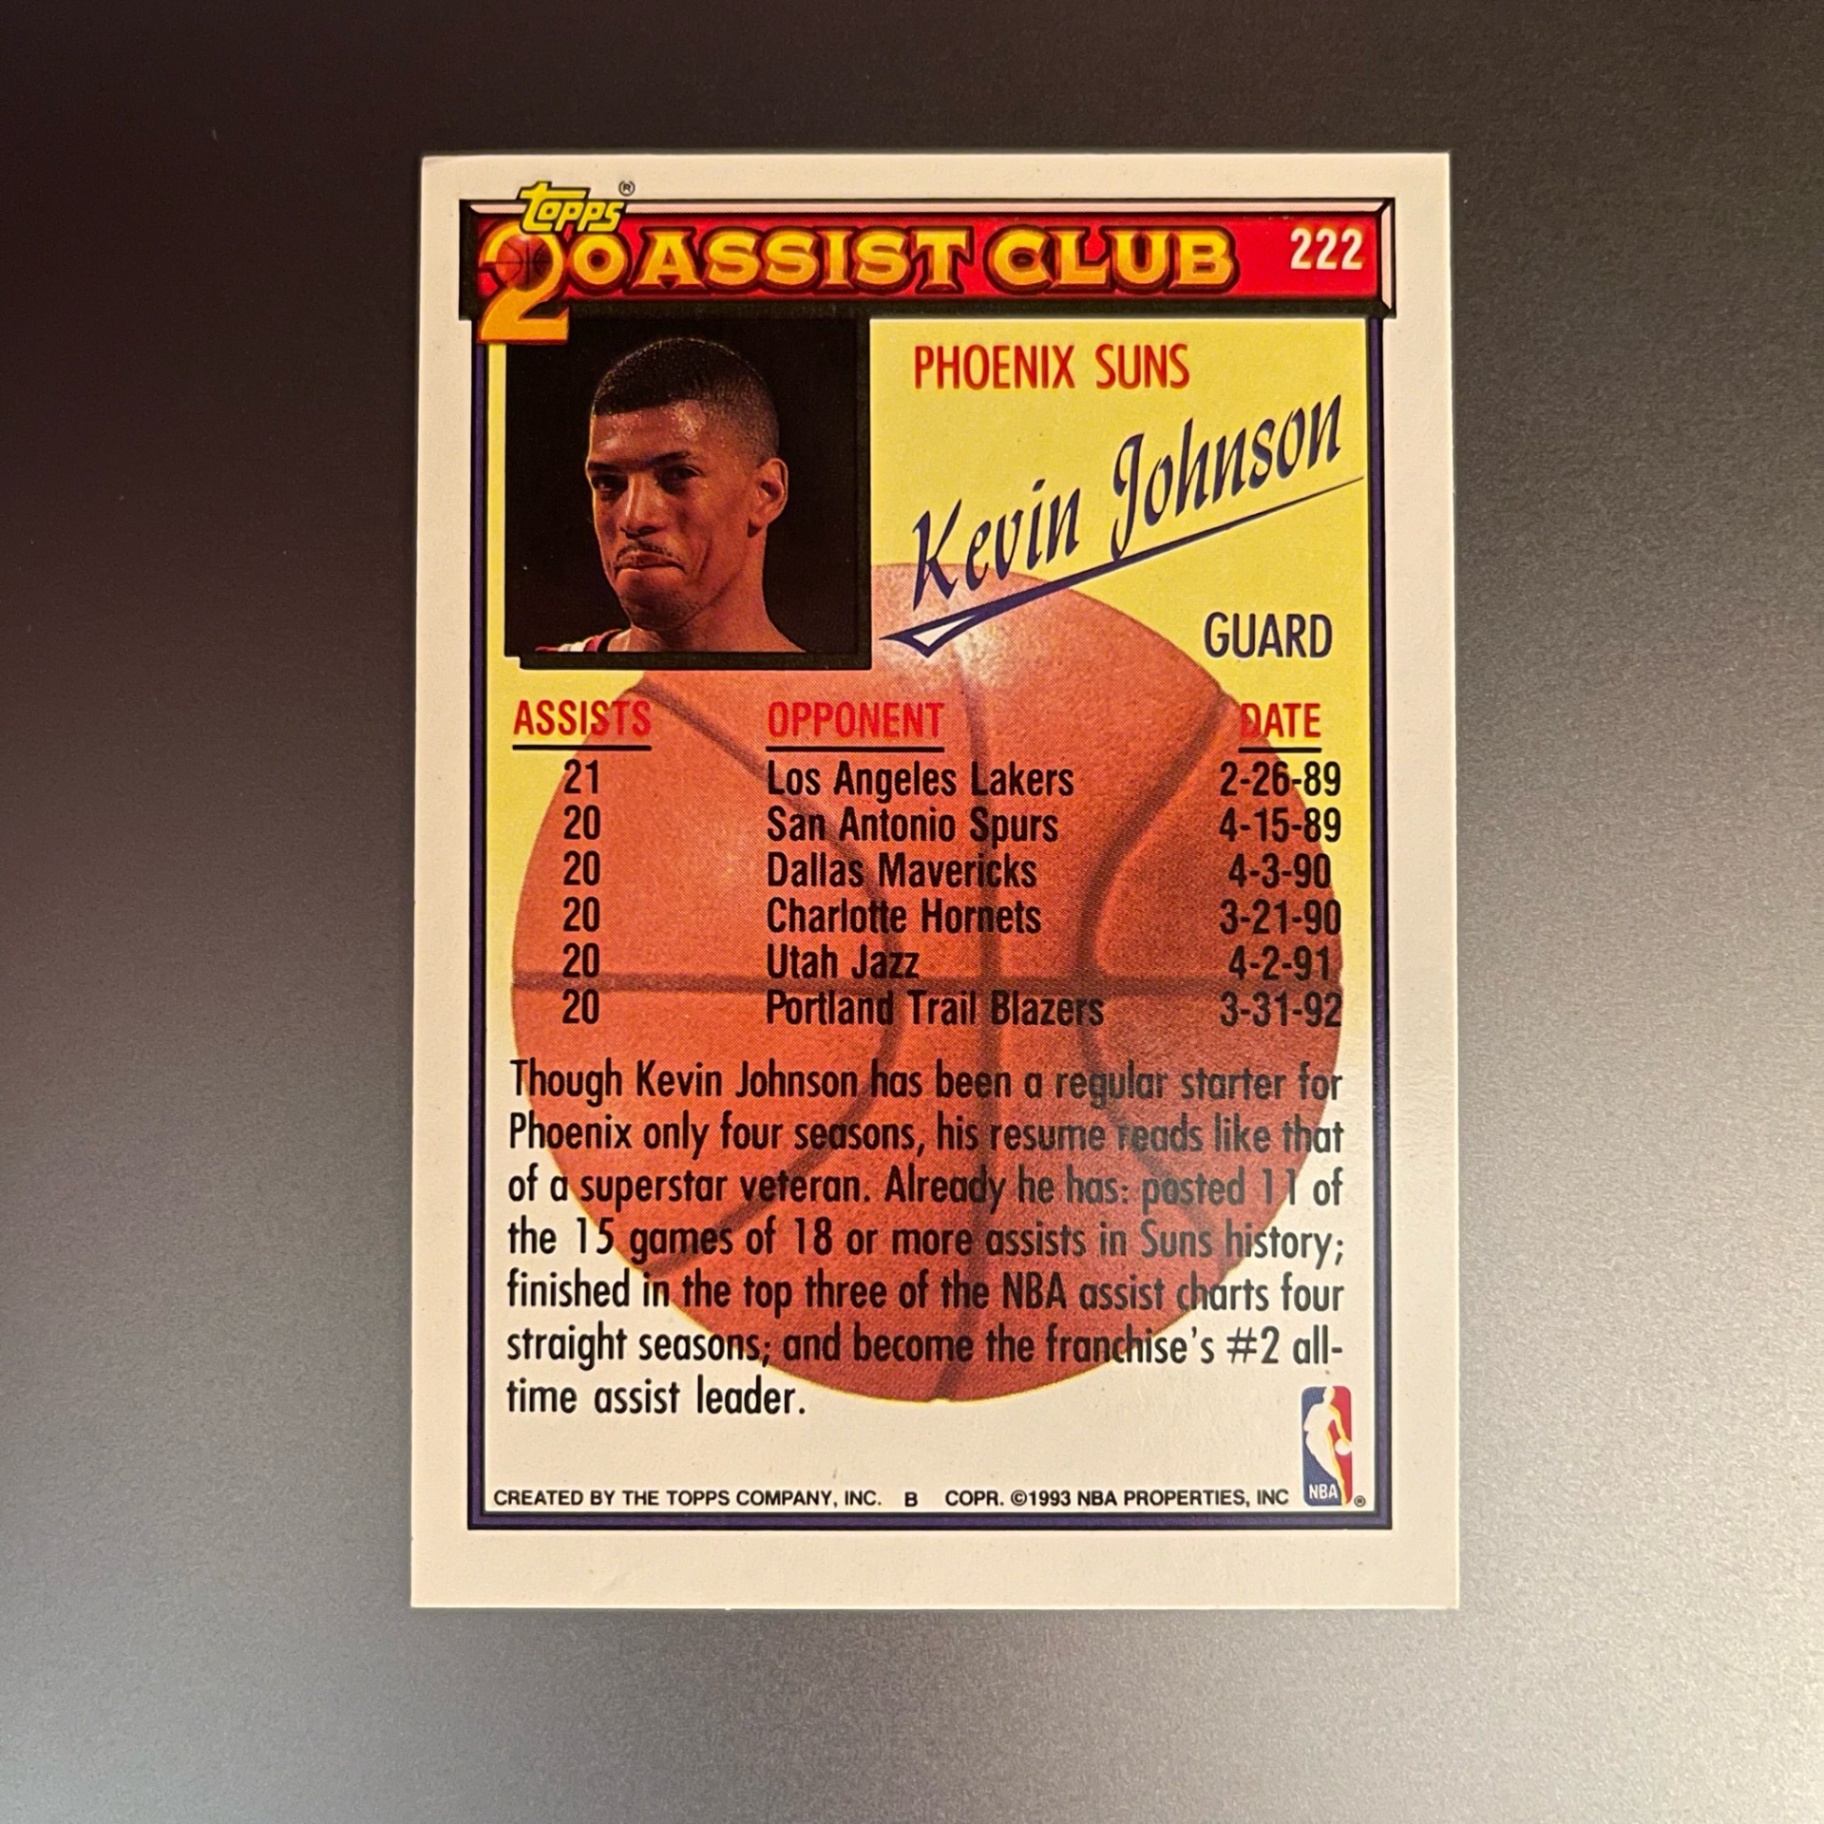 topps®
20 ASSIST CLUB 222
PHOENIX SUNS
Kevin Johnson
GUARD
ASSISTS OPPONENT DATE
21 Los Angeles Lakers 2-26-89
20 San Antonio Spurs 4-15-89
20 Dallas Mavericks 4-3-90
20 Charlotte Hornets 3-21-90
20 Utah Jazz 4-2-91
20 Portland Trail Blazers 3-31-92
Though Kevin Johnson has been a regular starter for
Phoenix only four seasons, his resume reads like that
of a superstar veteran. Already he has: posted 11 of
the 15 games of 18 or more assists in Suns history;
finished in the top three of the NBA assist charts four
straight seasons; and become the franchise's #2 all-
time assist leader.
CREATED BY THE TOPPS COMPANY, INC. B COPR. ©1993 NBA PROPERTIES, INC NBA ®